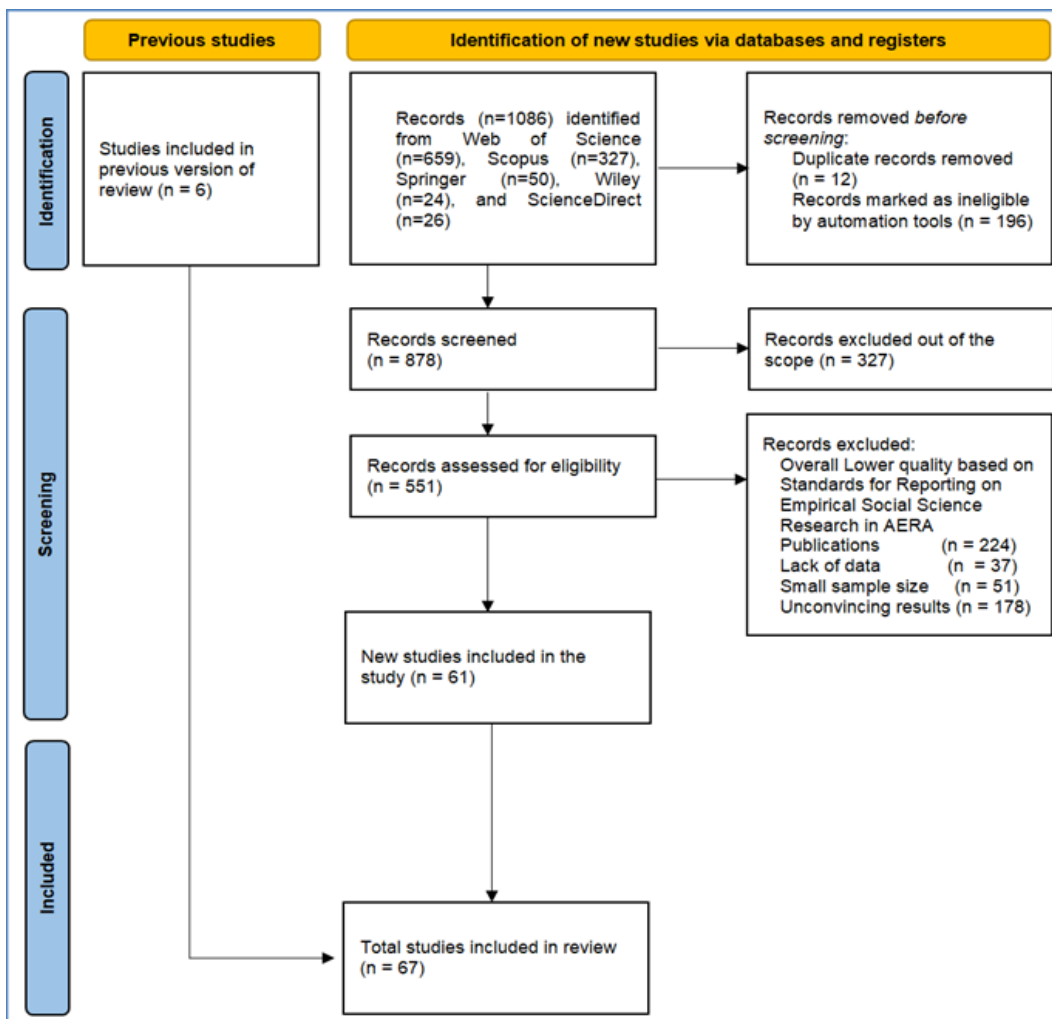 Previous studies
Identification of new studies via databases and registers
Identification
Studies included in
previous version of
review (n = 6)
Records (n=1086) identified
from Web of Science
(n=659), Scopus (n=327),
Springer (n=50), Wiley
(n=24), and ScienceDirect
(n=26)
Records removed before
screening:
Duplicate records removed
(n = 12)
Records marked as ineligible
by automation tools (n = 196)
Screening
Records screened
(n = 878)
Records excluded out of the
scope (n = 327)
Records assessed for eligibility
(n = 551)
Records excluded:
Overall Lower quality based on
Standards for Reporting on
Empirical Social Science
Research in AERA
Publications (n = 224)
Lack of data (n = 37)
Small sample size (n = 51)
Unconvincing results (n = 178)
New studies included in the
study (n = 61)
Included
Total studies included in review
(n = 67)